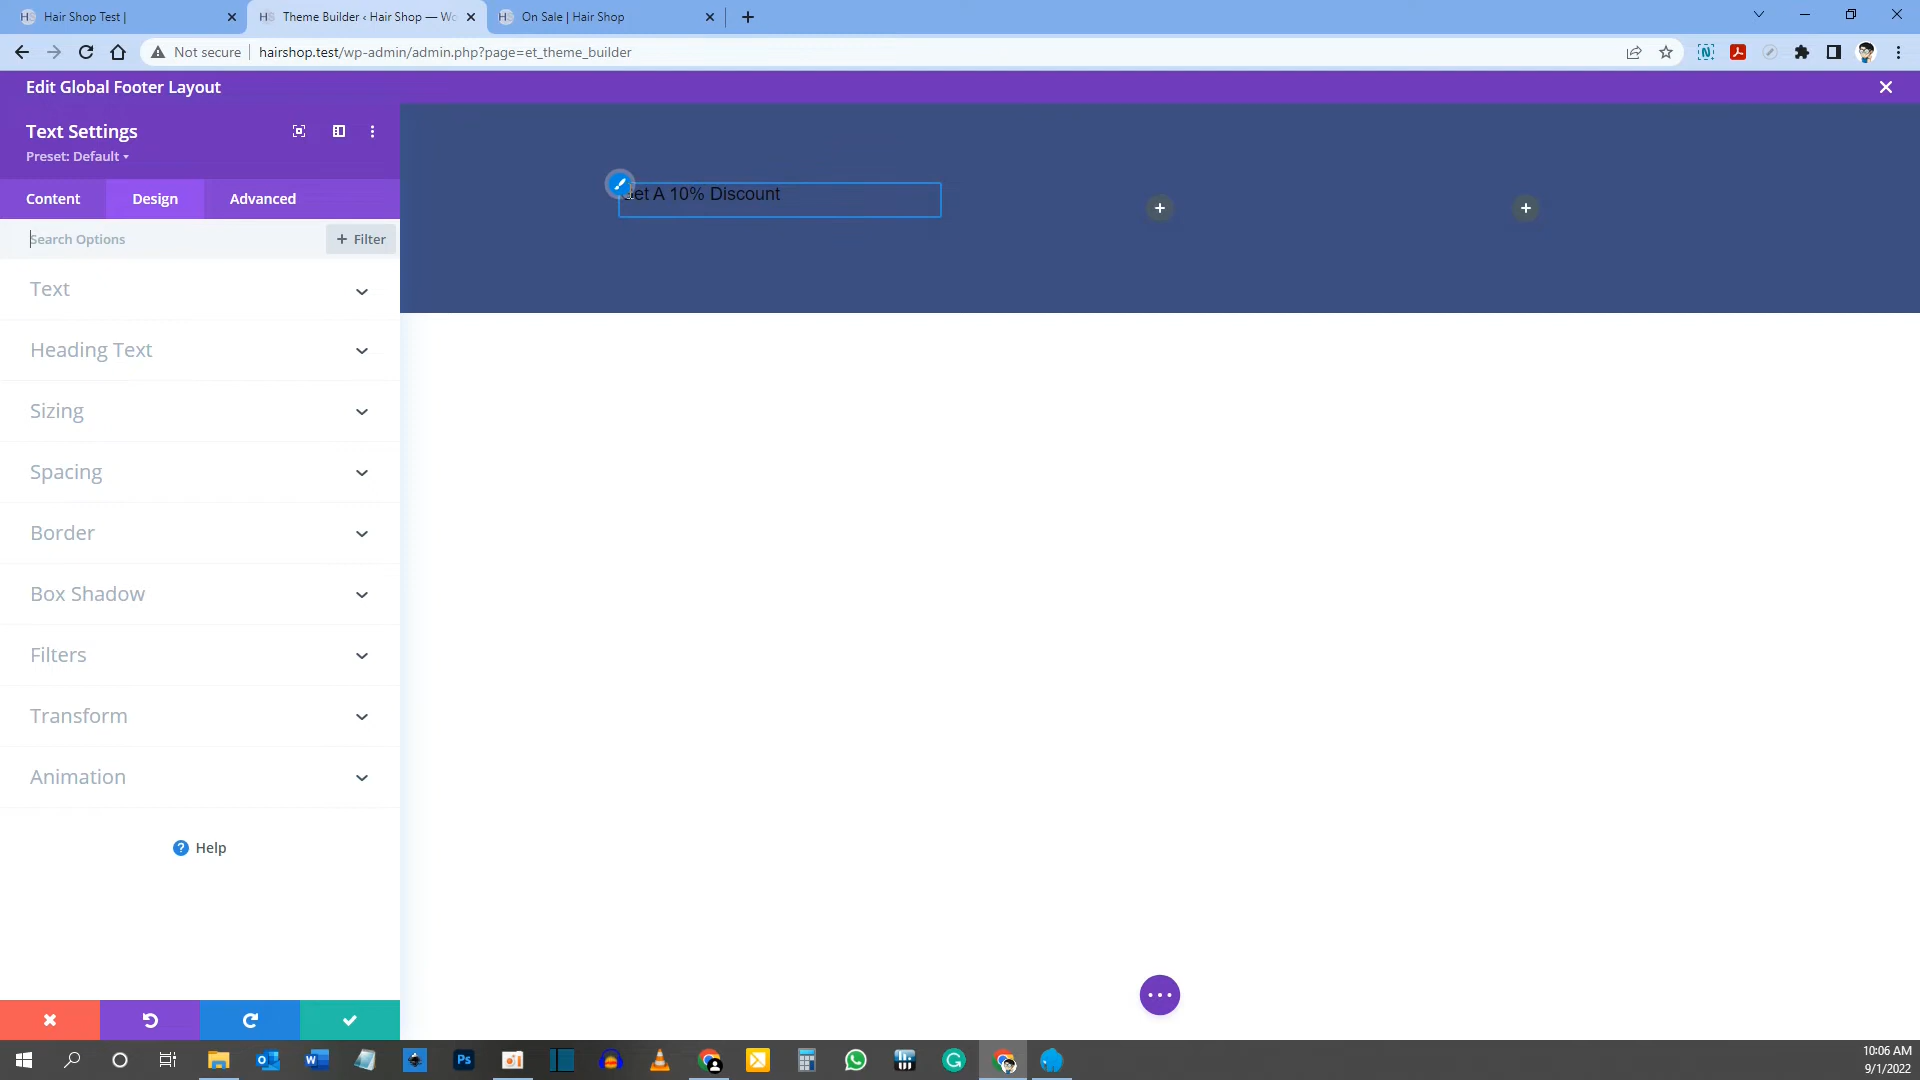 Hair Shop Test |
Theme Builder ‹ Hair Shop — Wo
On Sale | Hair Shop
Not secure
hairshop.test/wp-admin/admin.php?page=et_theme_builder
Edit Global Footer Layout
Text Settings
Preset: Default
Content
Design
Advanced
Search Options
+ Filter
Text
Heading Text
Sizing
Spacing
Border
Box Shadow
Filters
Transform
Animation
Help
Get A 10% Discount
10:06 AM
9/1/2022